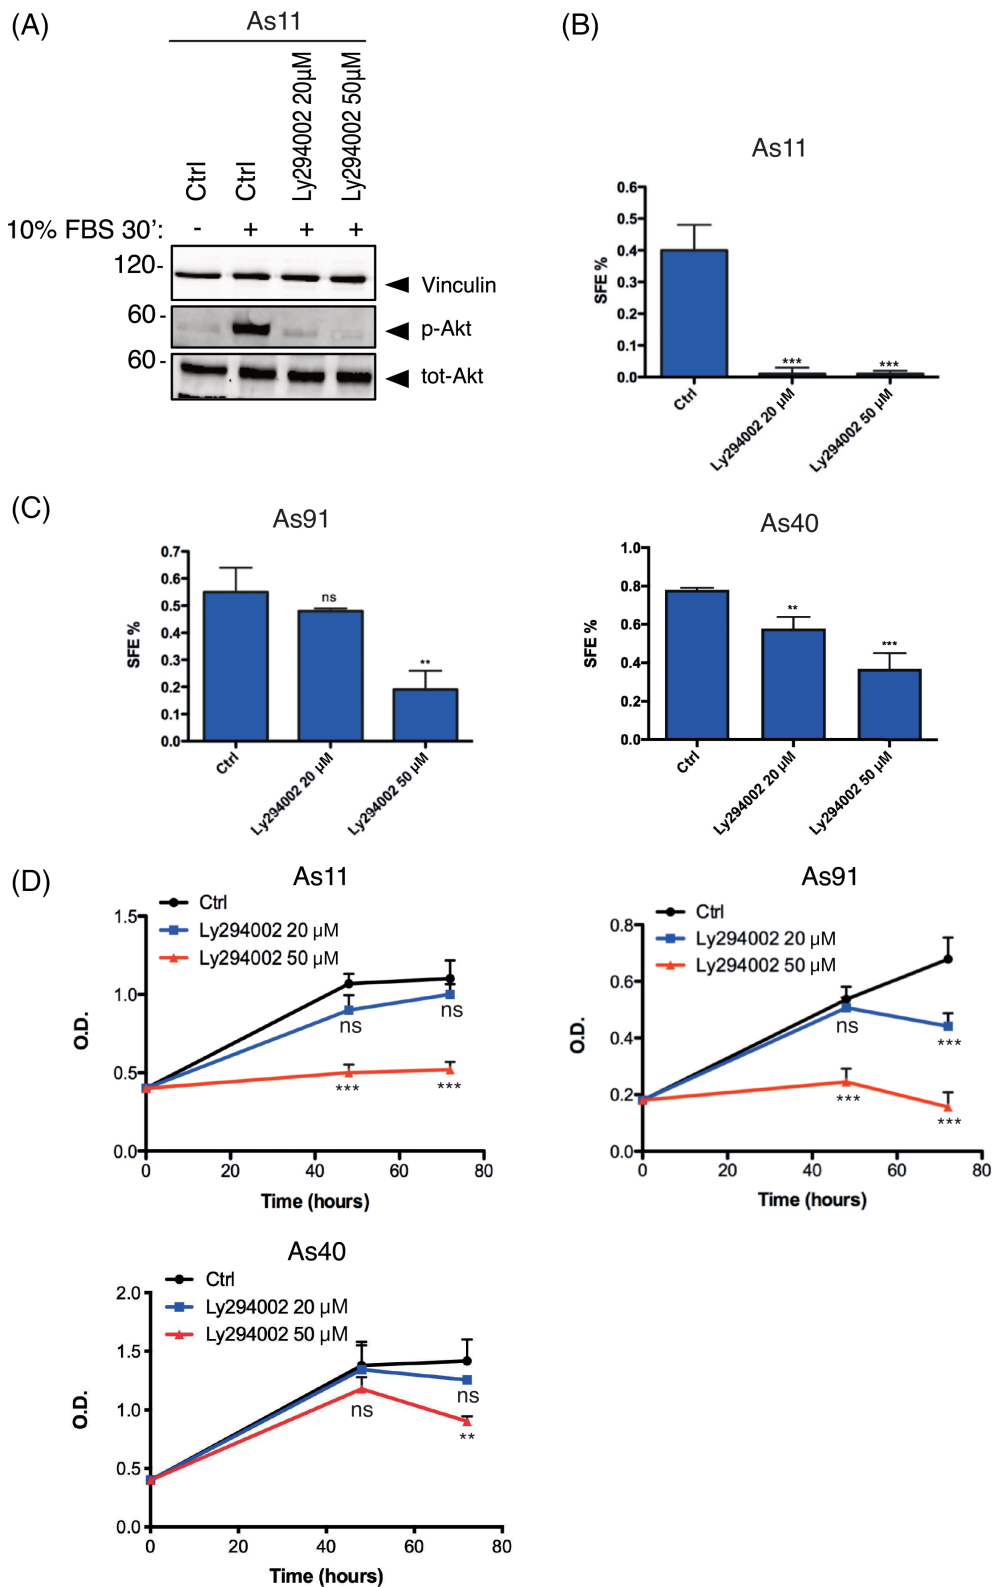 (A)
As11
Ctrl
Ctrl
Ly294002 20μM
Ly294002 50μM
10% FBS 30’:
- + + +
120-
Vinculin
60-
p-Akt
60-
tot-Akt
(B)
As11
SFE %
0.6
0.5
0.4
0.3
0.2
0.1
0.0
***
***
Ctrl
Ly294002 20 μM
Ly294002 50 μM
(C)
As91
SFE %
0.7
0.6
0.5
0.4
0.3
0.2
0.1
0.0
ns
**
Ctrl
Ly294002 20 μM
Ly294002 50 μM
As40
SFE %
1.0
0.8
0.6
0.4
0.2
0.0
**
***
Ctrl
Ly294002 20 μM
Ly294002 50 μM
(D)
As11
Ctrl
Ly294002 20 μM
Ly294002 50 μM
O.D.
1.5
1.0
0.5
0.0
ns
ns
***
***
0 20 40 60 80
Time (hours)
As91
Ctrl
Ly294002 20 μM
Ly294002 50 μM
O.D.
0.8
0.6
0.4
0.2
0.0
ns
***
***
***
0 20 40 60 80
Time (hours)
As40
Ctrl
Ly294002 20 μM
Ly294002 50 μM
O.D.
2.0
1.5
1.0
0.5
0.0
ns
ns
**
0 20 40 60 80
Time (hours)